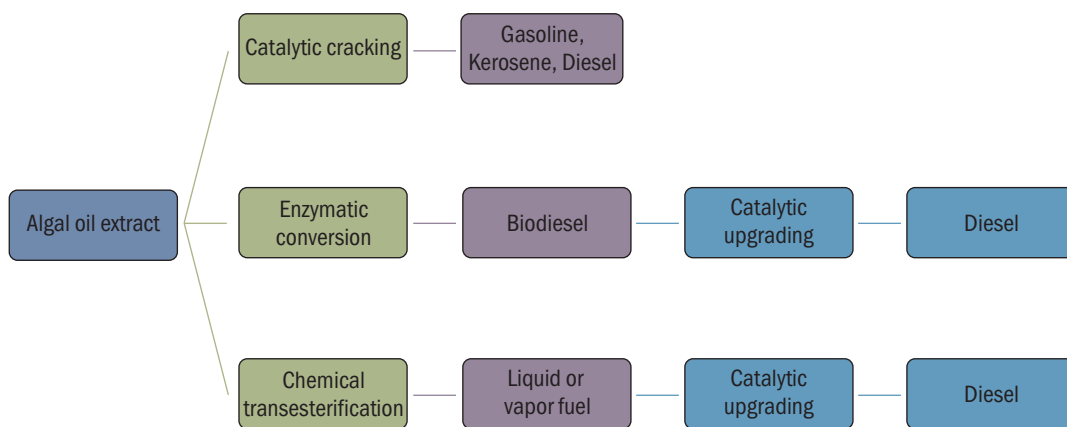 Catalytic cracking
Gasoline,
Kerosene, Diesel
Algal oil extract
Enzymatic
conversion
Biodiesel
Catalytic
upgrading
Diesel
Chemical
transesterification
Liquid or
vapor fuel
Catalytic
upgrading
Diesel